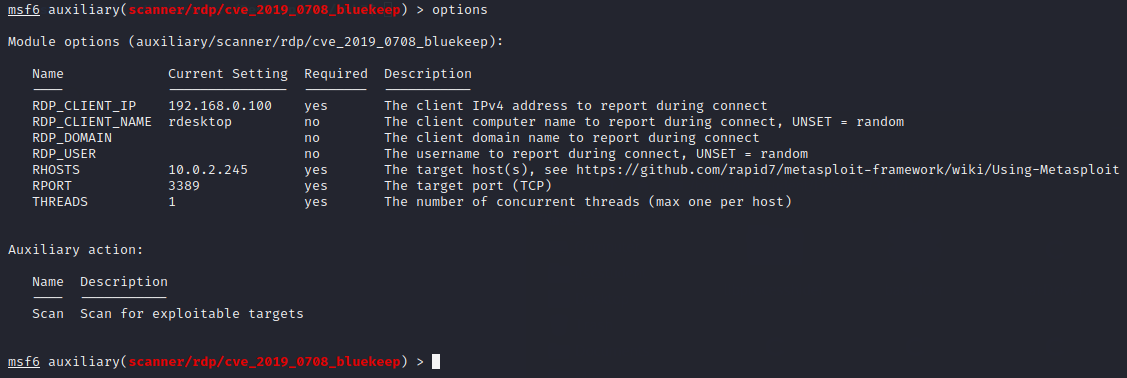 msf6 auxiliary(scanner/rdp/cve_2019_0708_bluekeep) > options
Module options (auxiliary/scanner/rdp/cve_2019_0708_bluekeep):
Name Current Setting Required Description
---- --------------- -------- -----------
RDP_CLIENT_IP 192.168.0.100 yes The client IPv4 address to report during connect
RDP_CLIENT_NAME rdesktop no The client computer name to report during connect, UNSET = random
RDP_DOMAIN no The client domain name to report during connect
RDP_USER no The username to report during connect, UNSET = random
RHOSTS 10.0.2.245 yes The target host(s), see https://github.com/rapid7/metasploit-framework/wiki/Using-Metasploit
RPORT 3389 yes The target port (TCP)
THREADS 1 yes The number of concurrent threads (max one per host)
Auxiliary action:
Name Description
---- -----------
Scan Scan for exploitable targets
msf6 auxiliary(scanner/rdp/cve_2019_0708_bluekeep) >